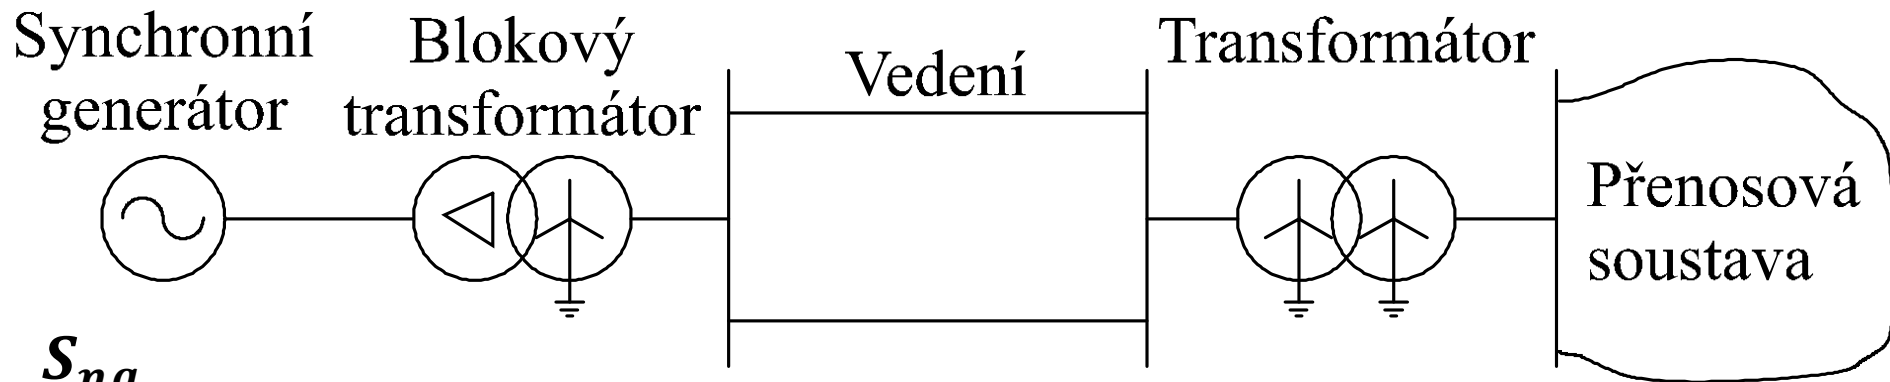 Synchronní
generátor
Blokový
transformátor
Vedení
Transformátor
Přenosová
soustava